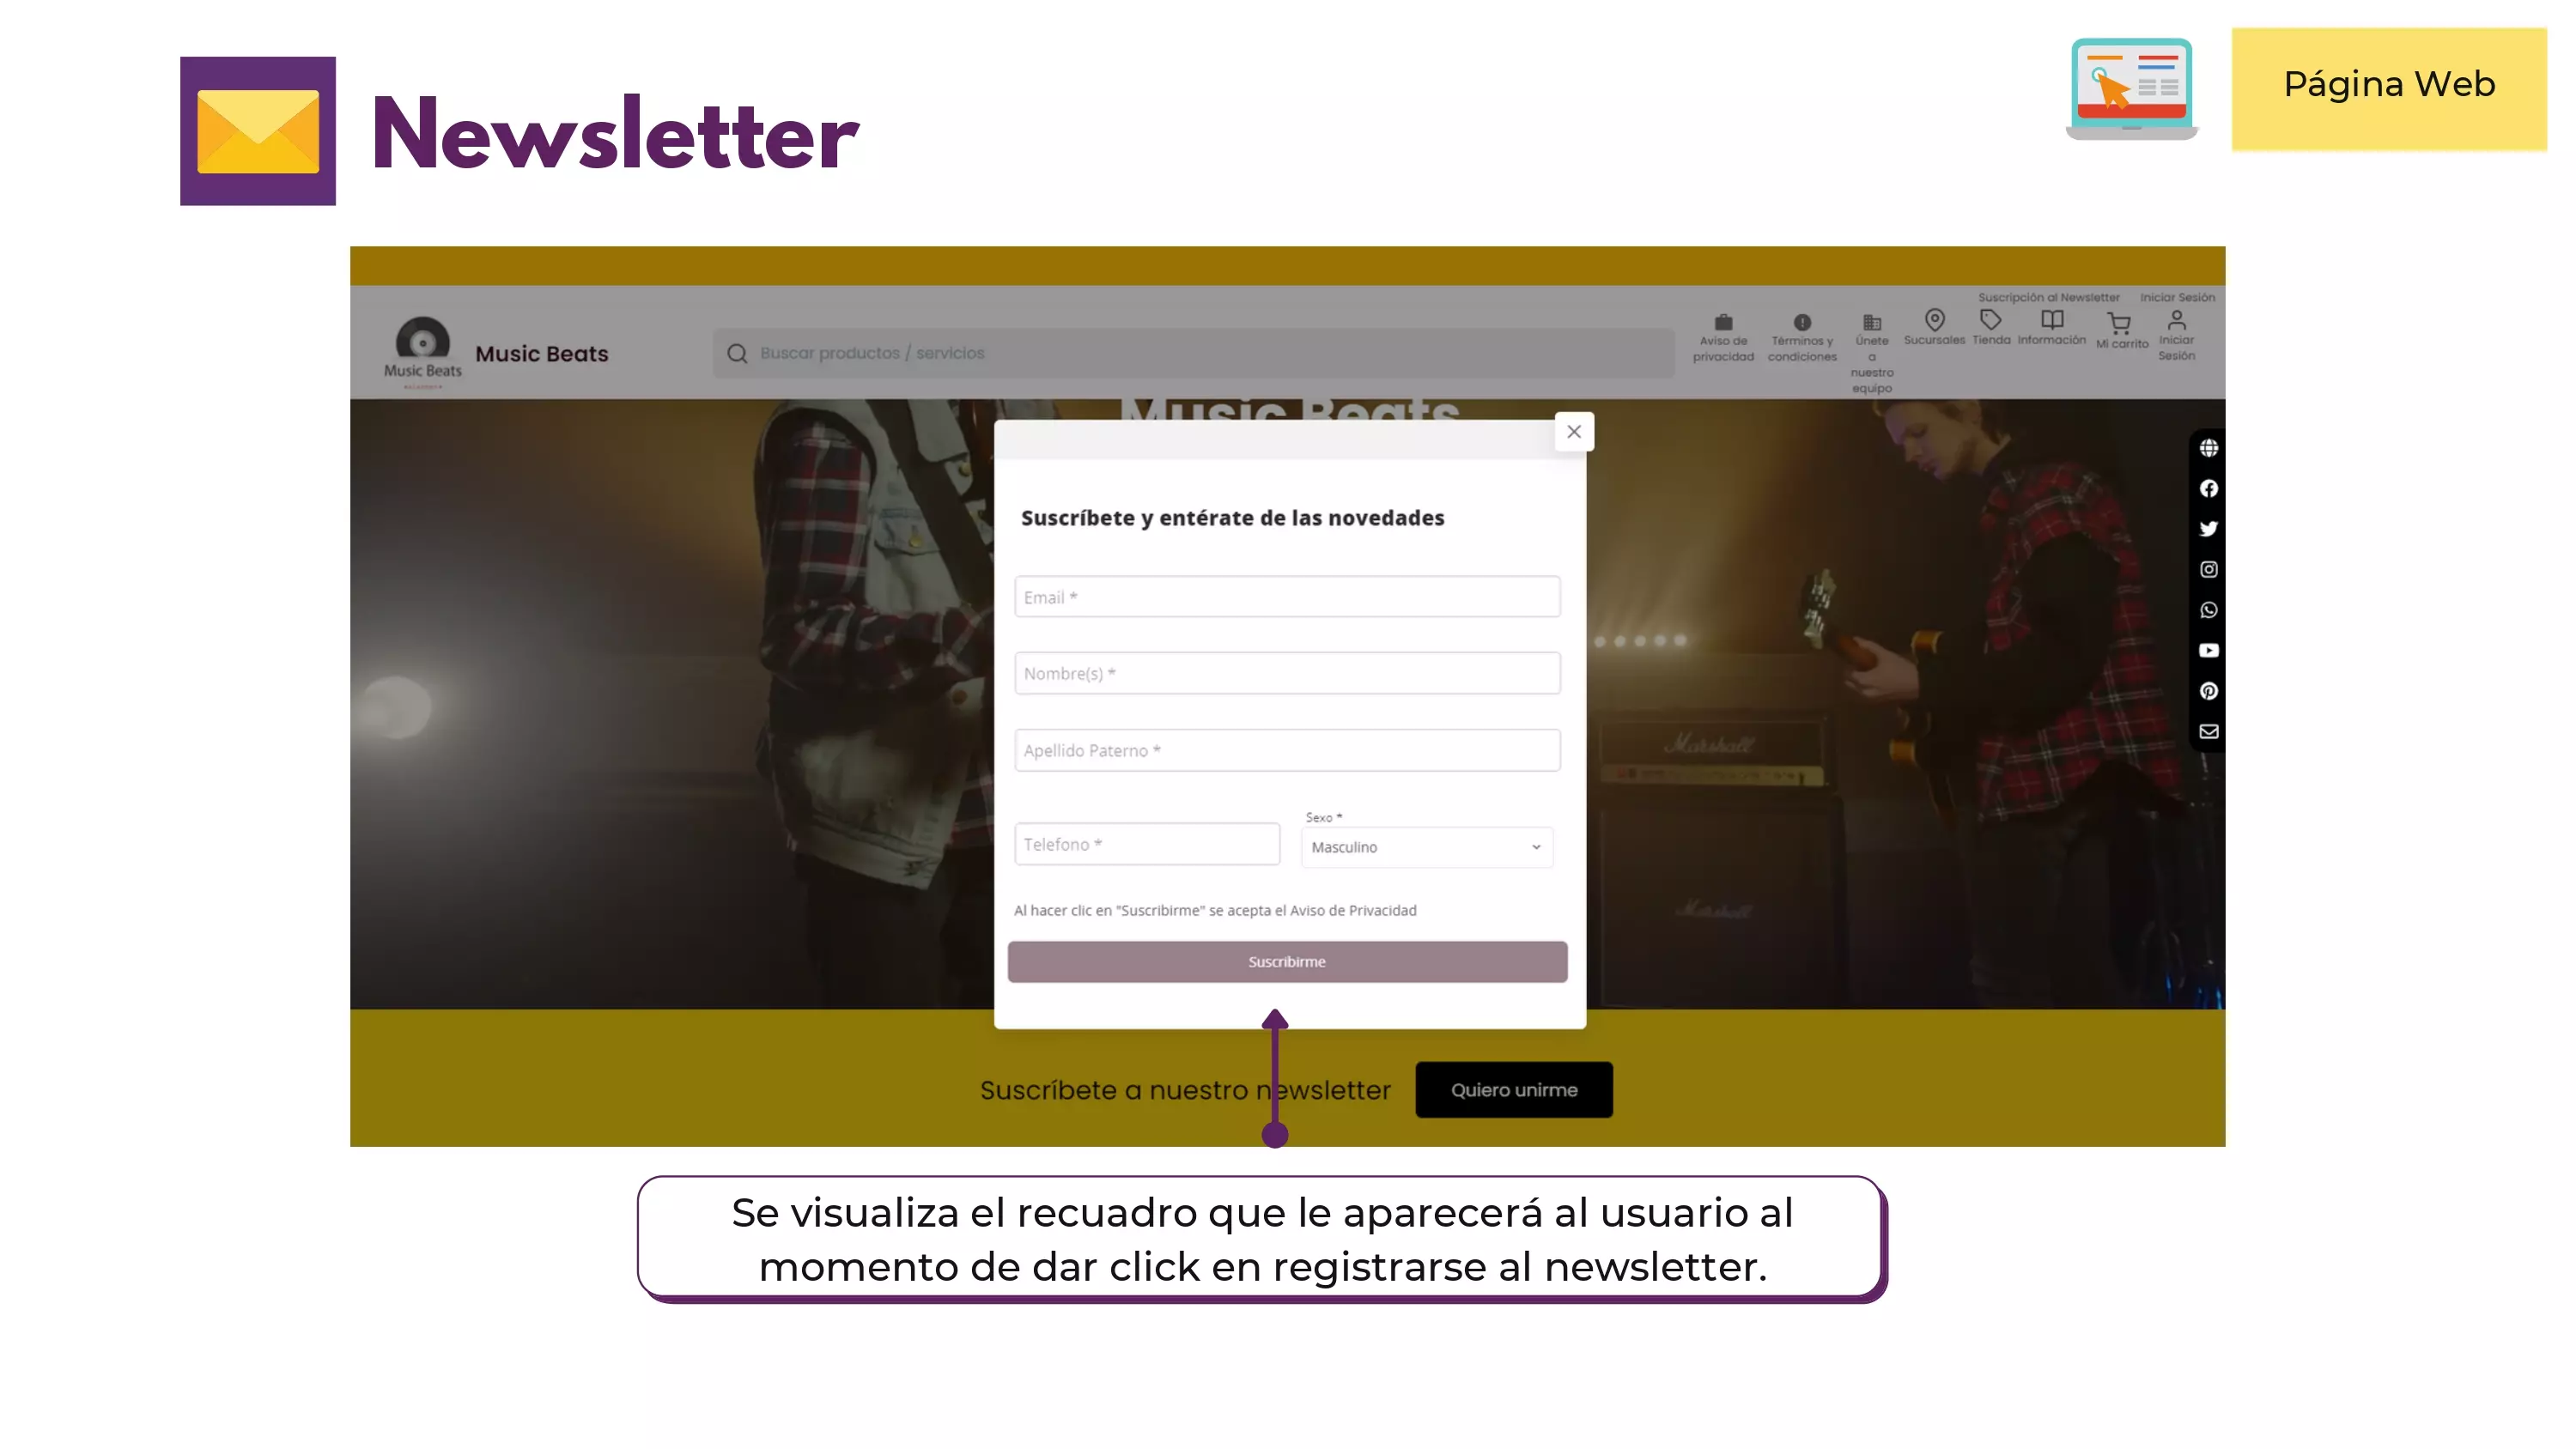 Newsletter
Página Web
Suscripción al Newsletter
Iniciar Sesión
Music Beats
Music Beats
Buscar productos / servicios
Aviso de
privacidad
Términos y
condiciones
Únete
a
nuestro
equipo
Sucursales
Tienda
Información
Mi carrito
Iniciar
Sesión
Music Beats
Suscríbete y entérate de las novedades
Email *
Nombre(s) *
Apellido Paterno *
Telefono *
Sexo *
Masculino
Al hacer clic en "Suscribirme" se acepta el Aviso de Privacidad
Suscribirme
Marshall
Marshall
Suscríbete a nuestro newsletter
Quiero unirme
Se visualiza el recuadro que le aparecerá al usuario al
momento de dar click en registrarse al newsletter.